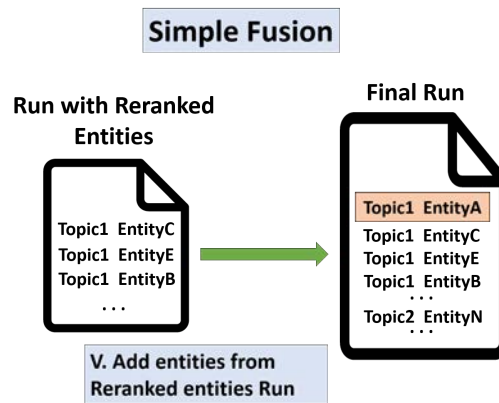 Simple Fusion
Run with Reranked
Entities
Topic1 EntityC
Topic1 EntityE
Topic1 EntityB
...
Final Run
Topic1 EntityA
Topic1 EntityC
Topic1 EntityE
Topic1 EntityB
...
Topic2 EntityN
...
V. Add entities from
Reranked entities Run